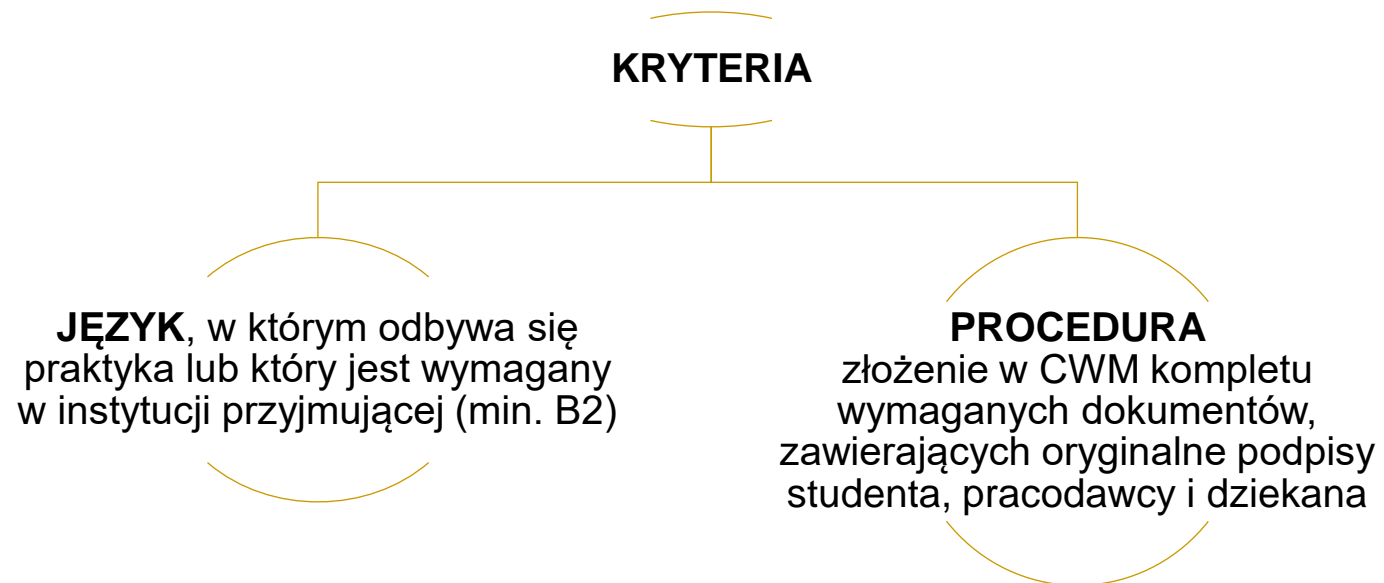 KRYTERIA
JĘZYK, w którym odbywa się
praktyka lub który jest wymagany
w instytucji przyjmującej (min. B2)
PROCEDURA
złożenie w CWM kompletu
wymaganych dokumentów,
zawierających oryginalne podpisy
studenta, pracodawcy i dziekana